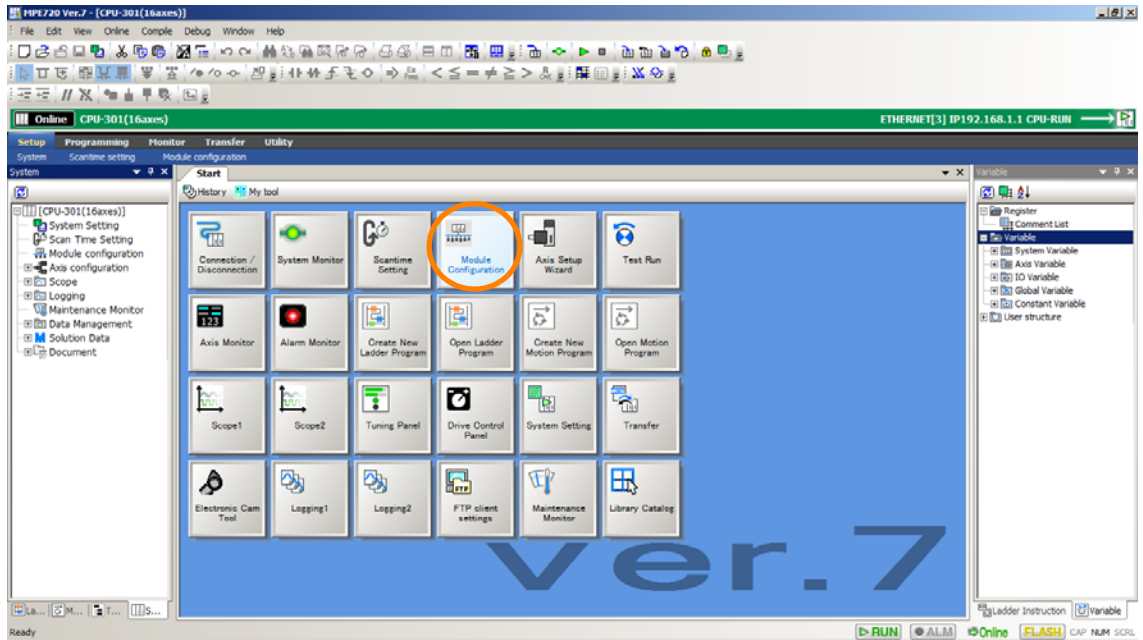 MPE720 Ver.7 - [CPU-301(16axes)]
File Edit View Online Compile Debug Window Help
Online CPU-301(16axes) ETHERNET[3] IP192.168.1.1 CPU-RUN
Setup Programming Monitor Transfer Utility
System Scantime setting Module configuration
System
Start
Variable
History My tool
[CPU-301(16axes)]
System Setting
Scan Time Setting
Module configuration
Axis configuration
Scope
Logging
Maintenance Monitor
Data Management
Solution Data
Document
Connection / Disconnection
System Monitor
Scantime Setting
Module Configuration
Axis Setup Wizard
Test Run
123
Axis Monitor
Alarm Monitor
Create New Ladder Program
Open Ladder Program
Create New Motion Program
Open Motion Program
Scope1
Scope2
Tuning Panel
Drive Control Panel
System Setting
Transfer
Electronic Cam Tool
Logging1
Logging2
FTP
FTP client settings
Maintenance Monitor
Library Catalog
ver.7
Register
Comment List
Variable
System Variable
Axis Variable
IO Variable
Global Variable
Constant Variable
User structure
La... M... T... S...
Ladder Instruction Variable
Ready RUN ALM Online FLASH CAP NUM SCRL